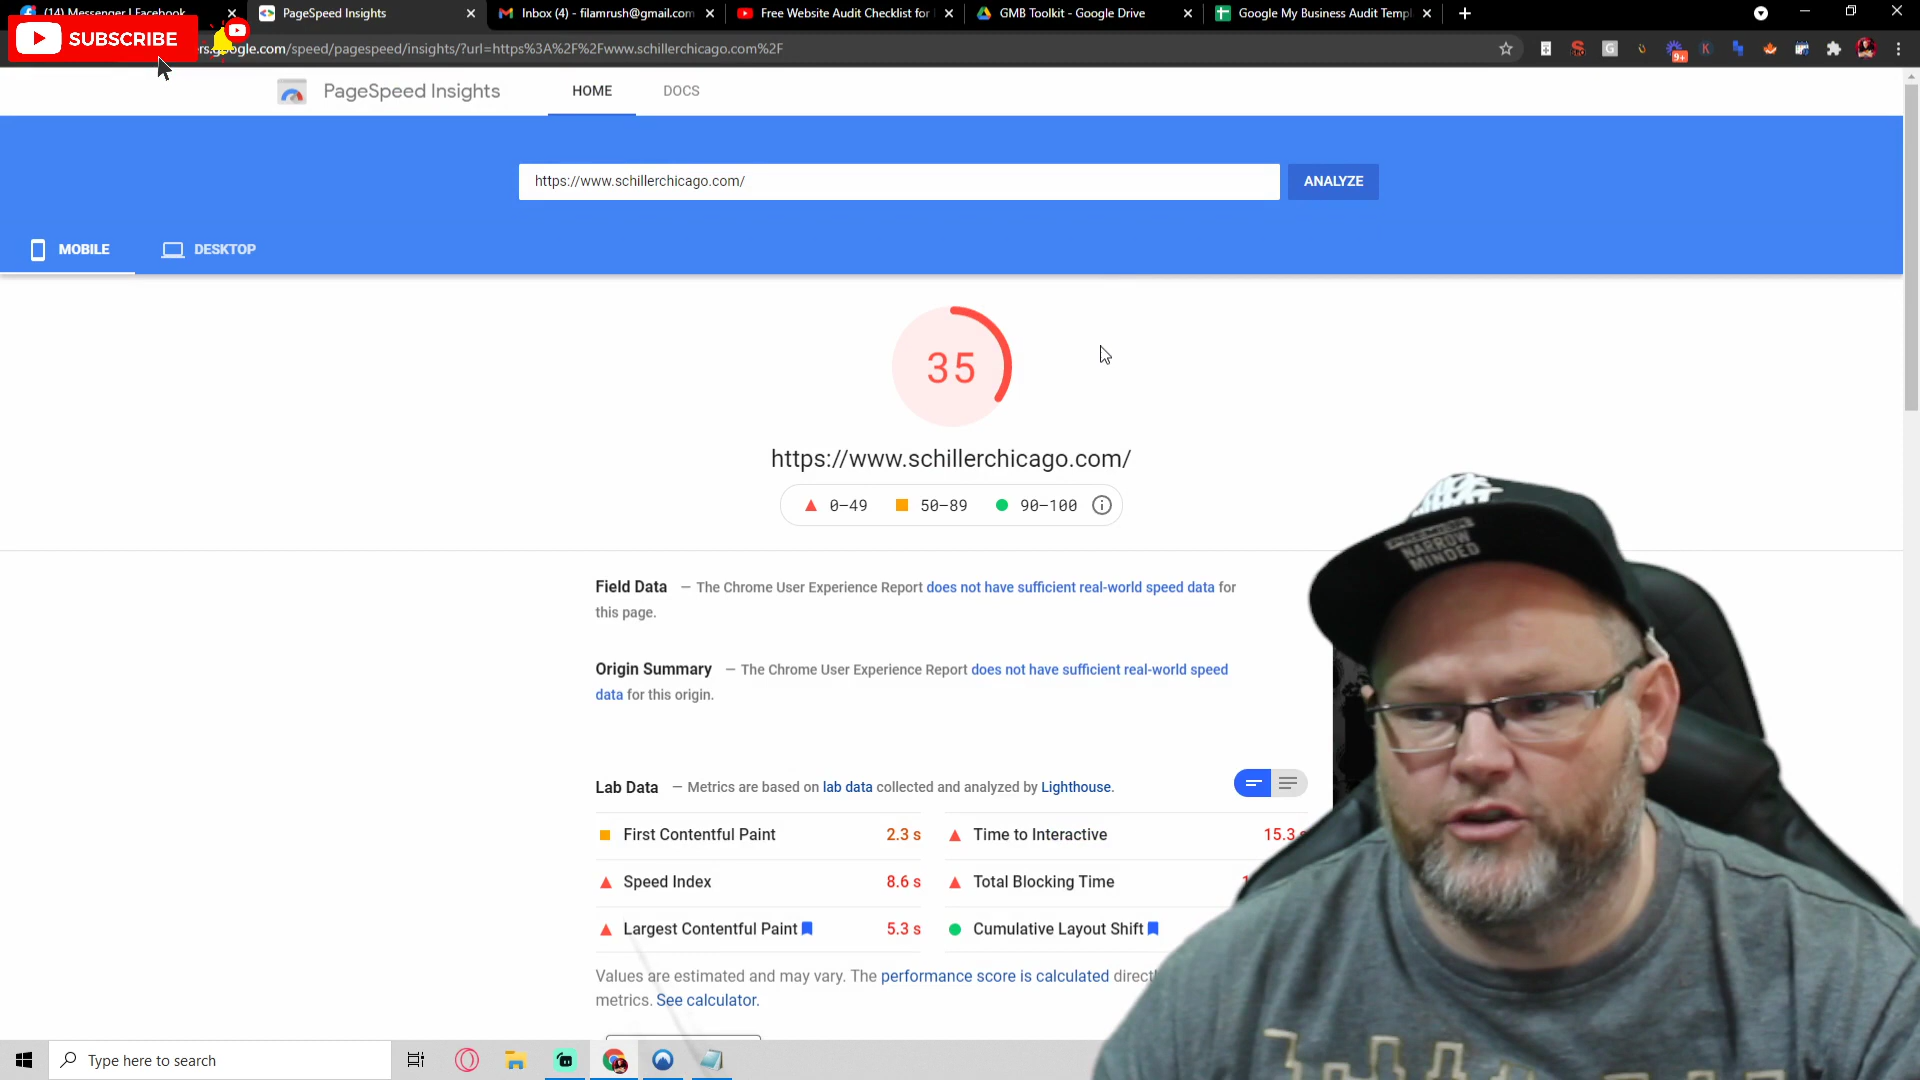 (14) Messenger | Facebook
PageSpeed Insights
Inbox (4) - filamrush@gmail.com
Free Website Audit Checklist for
GMB Toolkit - Google Drive
Google My Business Audit Templ
SUBSCRIBE
rs.google.com/speed/pagespeed/insights/?url=https%3A%2F%2Fwww.schillerchicago.com%2F
9+
PageSpeed Insights
HOME
DOCS
https://www.schillerchicago.com/
ANALYZE
MOBILE
DESKTOP
35
https://www.schillerchicago.com/
0–49
50–89
90–100
Field Data — The Chrome User Experience Report does not have sufficient real-world speed data for
this page.
Origin Summary — The Chrome User Experience Report does not have sufficient real-world speed
data for this origin.
Lab Data — Metrics are based on lab data collected and analyzed by Lighthouse.
First Contentful Paint 2.3 s
Time to Interactive 15.3 s
Speed Index 8.6 s
Total Blocking Time
Largest Contentful Paint 5.3 s
Cumulative Layout Shift
Values are estimated and may vary. The performance score is calculated
metrics. See calculator.
NARROW
MINDED
Type here to search